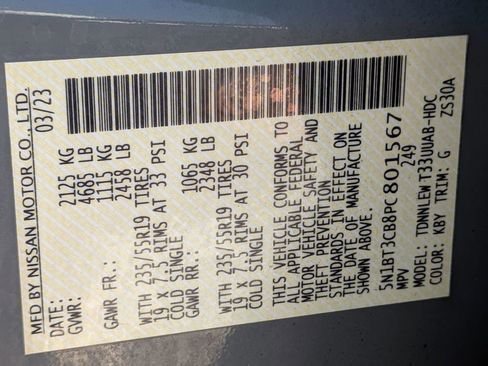 MFD BY NISSAN MOTOR CO., LTD.
DATE: 03/23
GVWR: 2125 KG
4685 LB
GAWR FR.: 1115 KG
2458 LB
WITH 235/55R19 TIRES
19 x 7.5 RIMS AT 33 PSI
COLD SINGLE
GAWR RR.: 1065 KG
2348 LB
WITH 235/55R19 TIRES
19 x 7.5 RIMS AT 30 PSI
COLD SINGLE
THIS VEHICLE CONFORMS TO
ALL APPLICABLE FEDERAL
MOTOR VEHICLE SAFETY AND
THEFT PREVENTION
STANDARDS IN EFFECT ON
THE DATE OF MANUFACTURE
SHOWN ABOVE.
5N1BT3CB8PC801567
MPV 249
MODEL: TDWNLEW T33UUAB-HDC
COLOR: KBY TRIM: G ZS30A